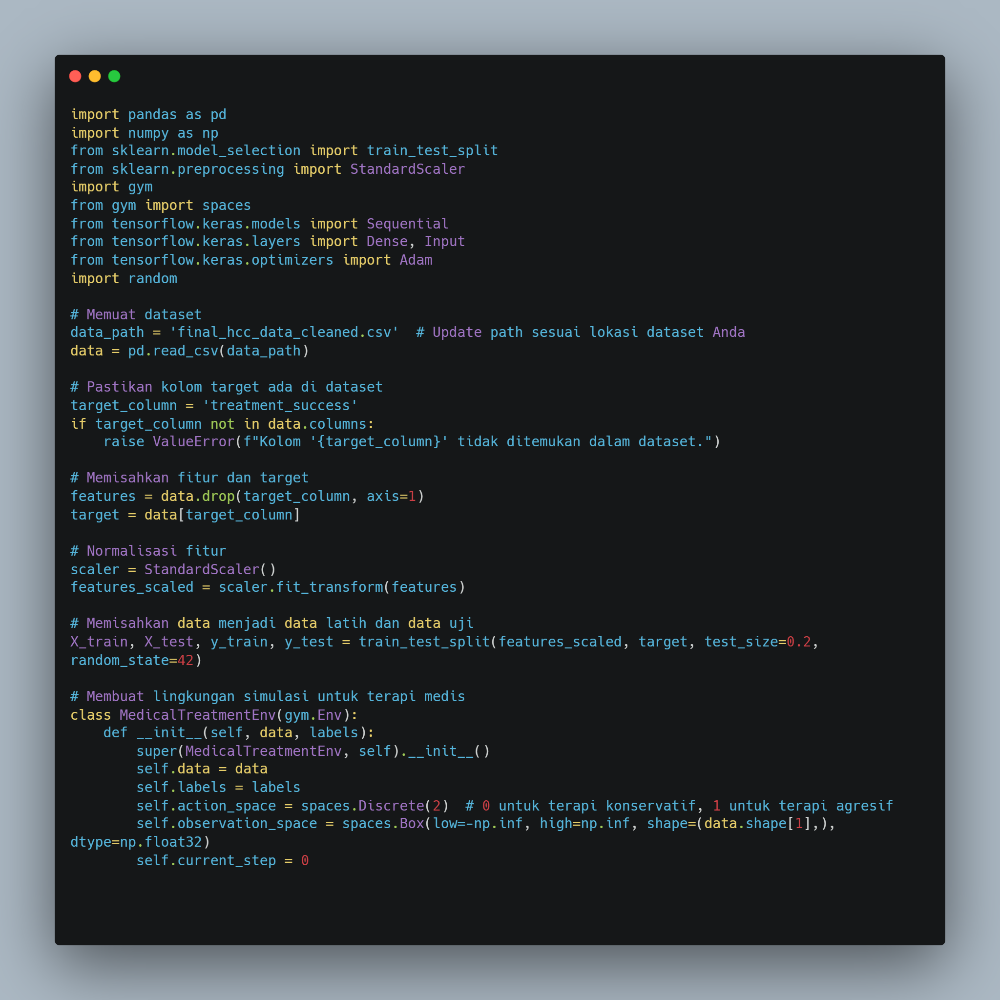 import pandas as pd
import numpy as np
from sklearn.model_selection import train_test_split
from sklearn.preprocessing import StandardScaler
import gym
from gym import spaces
from tensorflow.keras.models import Sequential
from tensorflow.keras.layers import Dense, Input
from tensorflow.keras.optimizers import Adam
import random

# Memuat dataset
data_path = 'final_hcc_data_cleaned.csv'  # Update path sesuai lokasi dataset Anda
data = pd.read_csv(data_path)

# Pastikan kolom target ada di dataset
target_column = 'treatment_success'
if target_column not in data.columns:
    raise ValueError(f"Kolom '{target_column}' tidak ditemukan dalam dataset.")

# Memisahkan fitur dan target
features = data.drop(target_column, axis=1)
target = data[target_column]

# Normalisasi fitur
scaler = StandardScaler()
features_scaled = scaler.fit_transform(features)

# Memisahkan data menjadi data latih dan data uji
X_train, X_test, y_train, y_test = train_test_split(features_scaled, target, test_size=0.2,
random_state=42)

# Membuat lingkungan simulasi untuk terapi medis
class MedicalTreatmentEnv(gym.Env):
    def __init__(self, data, labels):
        super(MedicalTreatmentEnv, self).__init__()
        self.data = data
        self.labels = labels
        self.action_space = spaces.Discrete(2)  # 0 untuk terapi konservatif, 1 untuk terapi agresif
        self.observation_space = spaces.Box(low=-np.inf, high=np.inf, shape=(data.shape[1],),
dtype=np.float32)
        self.current_step = 0